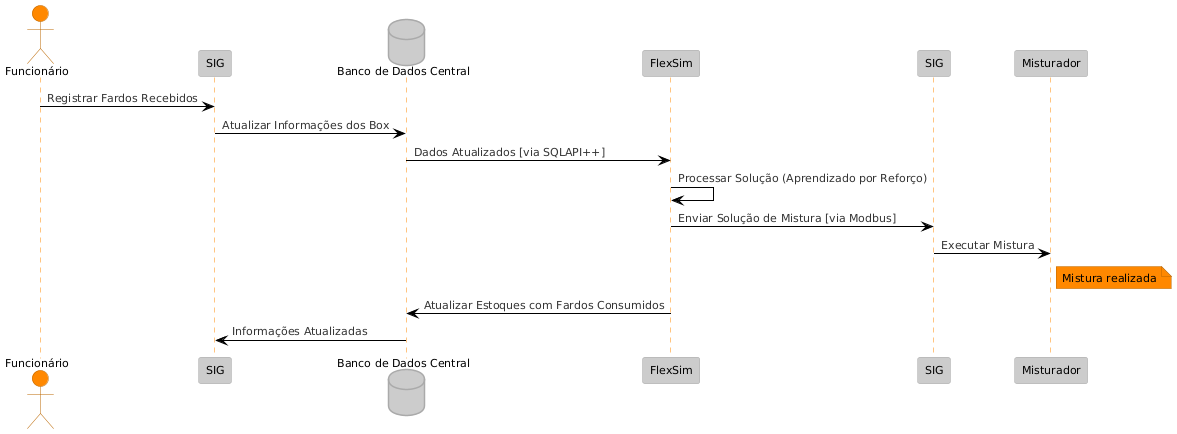 Funcionário
SIG
Banco de Dados Central
FlexSim
SIG
Misturador
Registrar Fardos Recebidos
Atualizar Informações dos Box
Dados Atualizados [via SQLAPI++]
Processar Solução (Aprendizado por Reforço)
Enviar Solução de Mistura [via Modbus]
Executar Mistura
Mistura realizada
Atualizar Estoques com Fardos Consumidos
Informações Atualizadas
Funcionário
SIG
Banco de Dados Central
FlexSim
SIG
Misturador